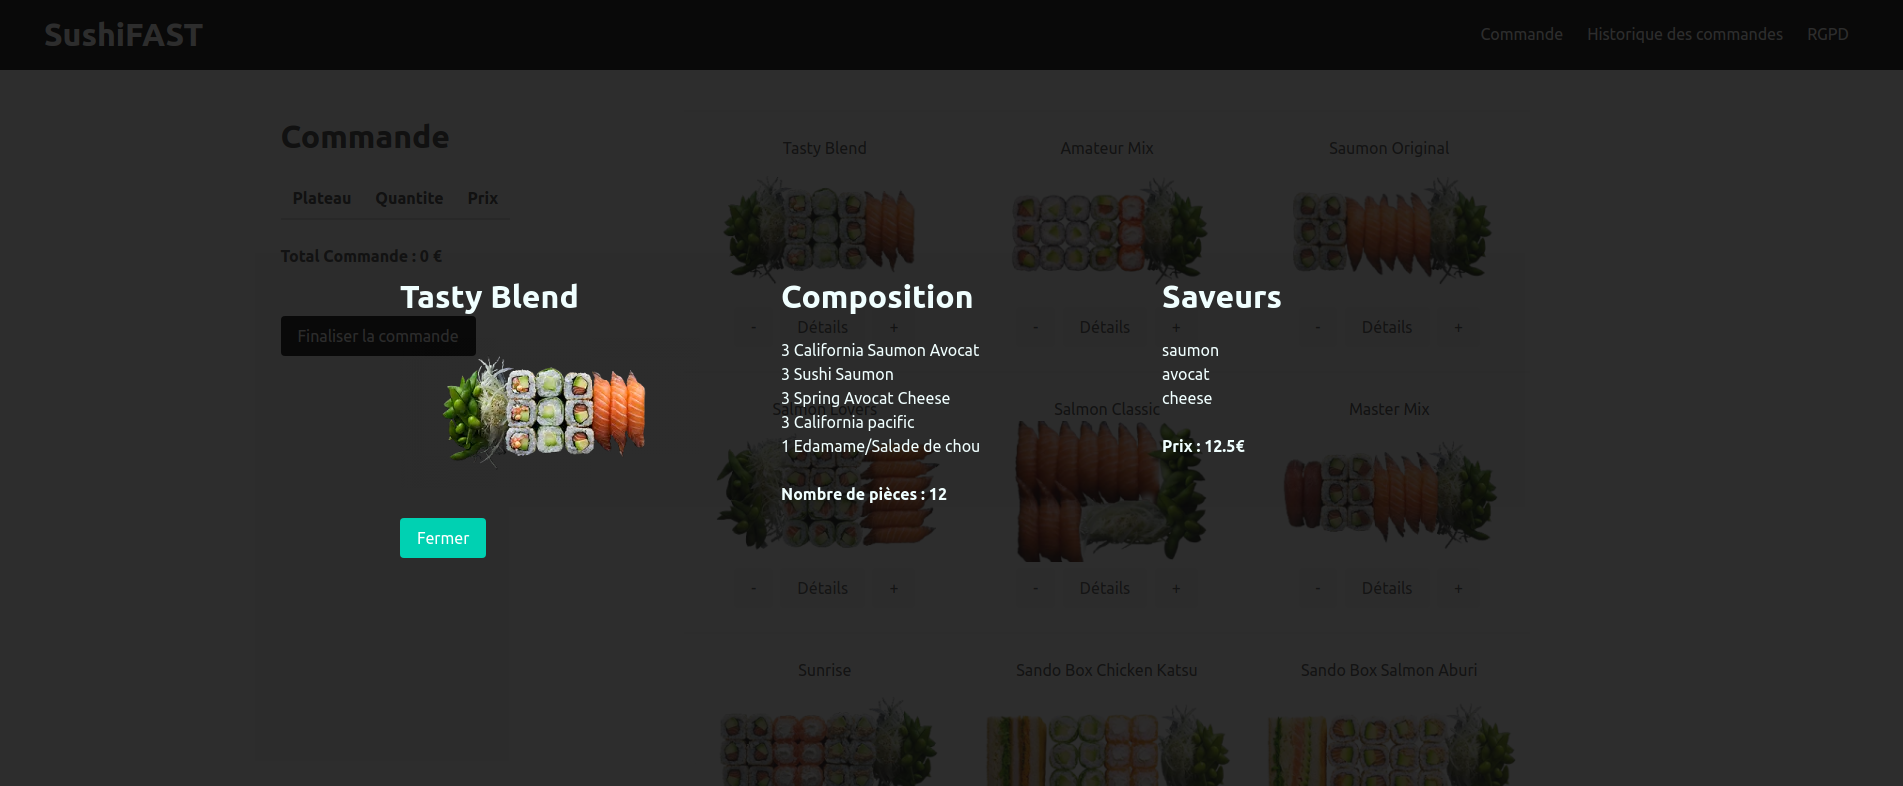 SushiFAST
Commande Historique des commandes RGPD
Commande
Plateau Quantite Prix
Total Commande : 0 €
Finaliser la commande
Tasty Blend
Amateur Mix
Saumon Original
- Détails +
- Détails +
- Détails +
Salmon Lovers
Salmon Classic
Master Mix
- Détails +
- Détails +
- Détails +
Sunrise
Sando Box Chicken Katsu
Sando Box Salmon Aburi
Tasty Blend
Fermer
Composition
3 California Saumon Avocat
3 Sushi Saumon
3 Spring Avocat Cheese
3 California pacific
1 Edamame/Salade de chou
Nombre de pièces : 12
Saveurs
saumon
avocat
cheese
Prix : 12.5€